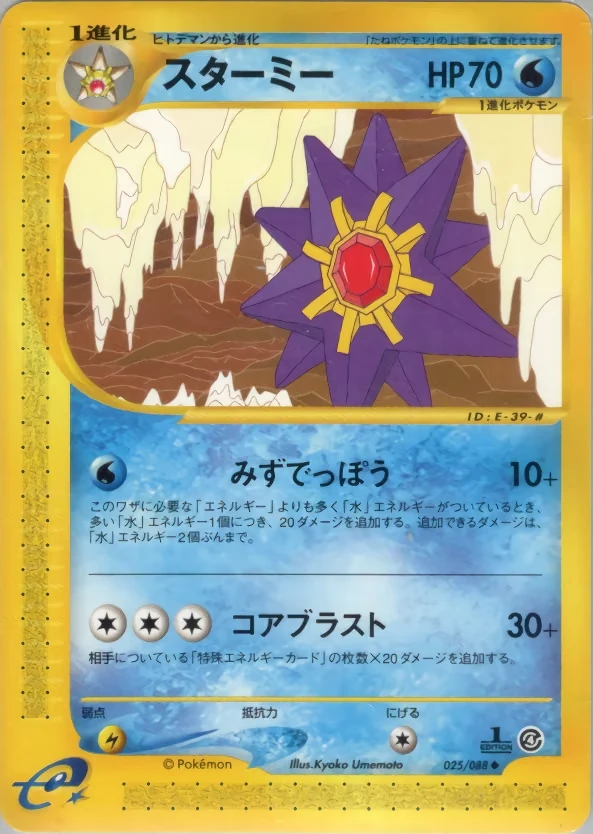 1進化 ヒトデマンから進化 「たねポケモン」の上に重ねて進化させます。
スターミー HP70
1進化ポケモン
ID:E-39-#
みずでっぽう 10+
このワザに必要な「エネルギー」よりも多く「水」エネルギーがついているとき、
多い「水」エネルギー1個につき、20ダメージを追加する。追加できるダメージは、
「水」エネルギー2個ぶんまで。
コアブラスト 30+
相手についている「特殊エネルギーカード」の枚数×20ダメージを追加する。
弱点 抵抗力 にげる
1 EDITION
© Pokémon Illus.Kyoko Umemoto 025/088
e